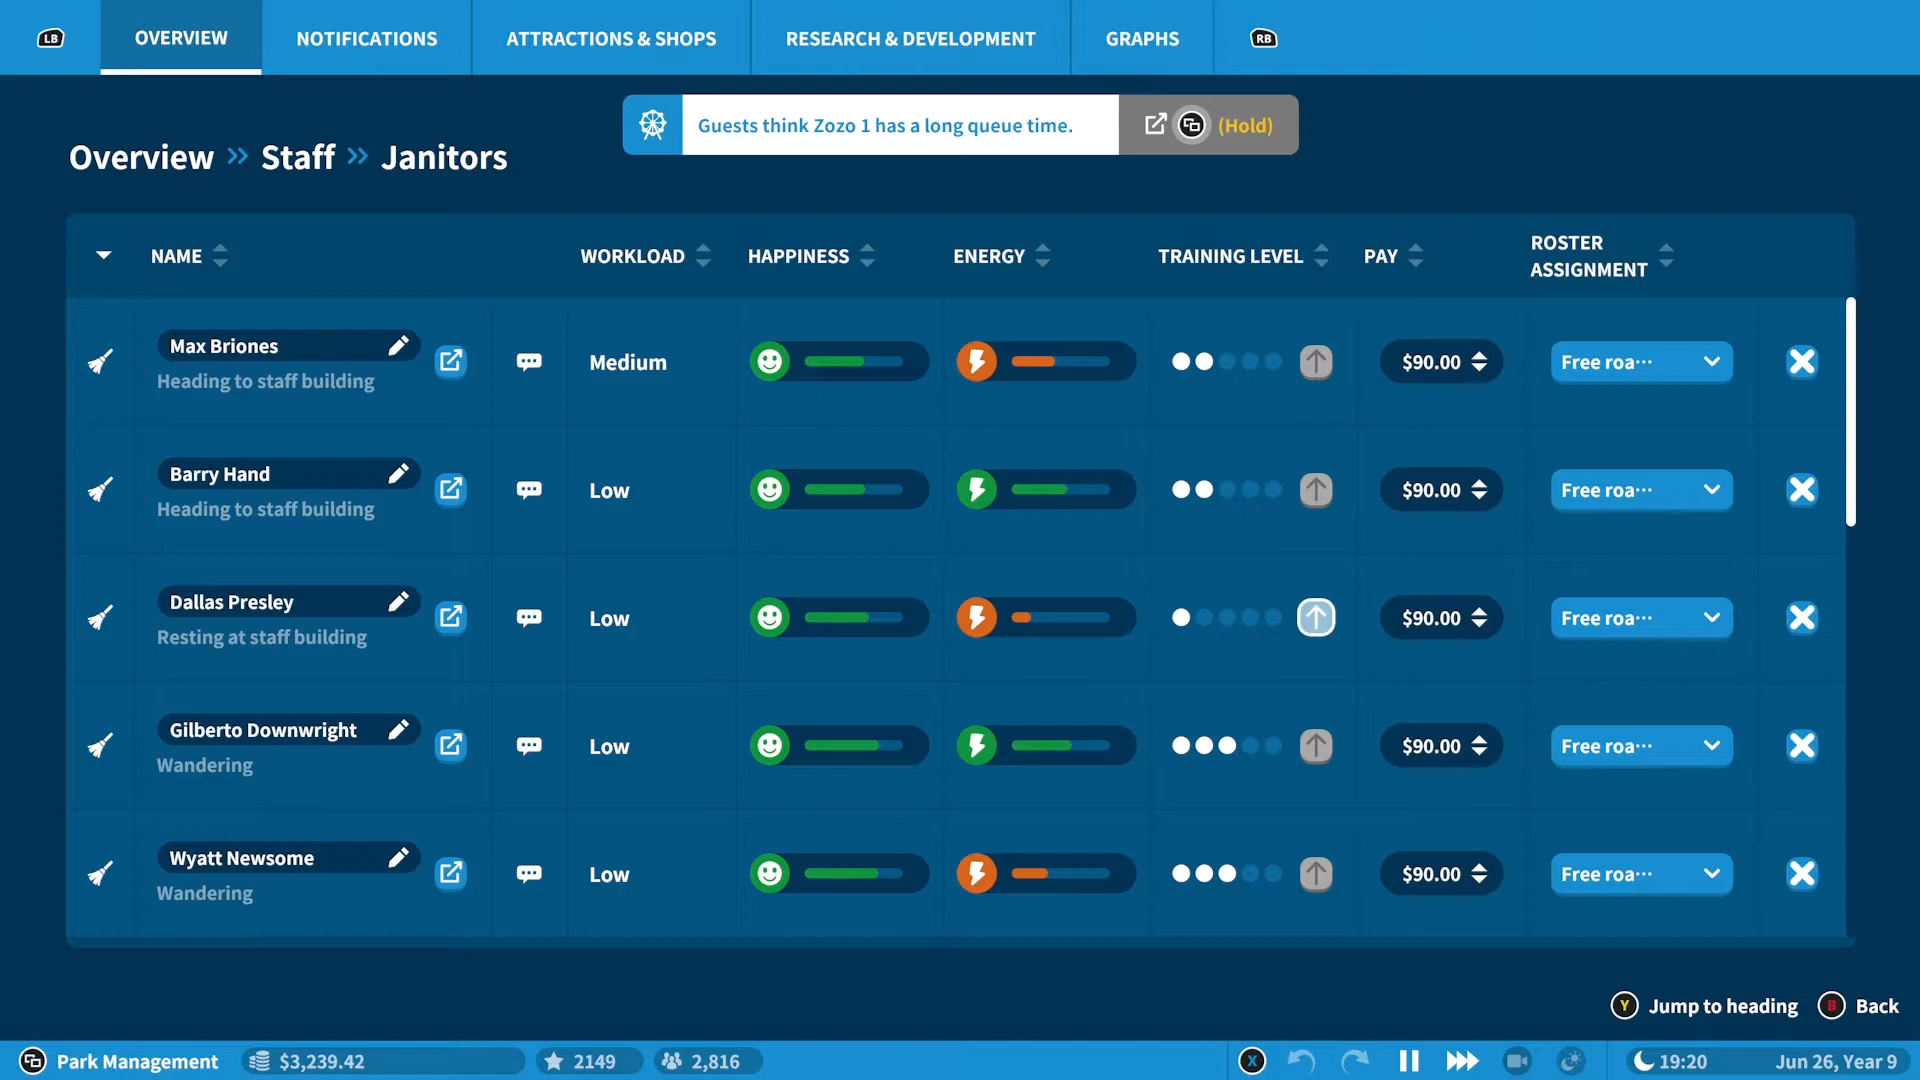 LB
OVERVIEW
NOTIFICATIONS
ATTRACTIONS & SHOPS
RESEARCH & DEVELOPMENT
GRAPHS
RB
Guests think Zozo 1 has a long queue time.
(Hold)
Overview » Staff » Janitors
NAME
WORKLOAD
HAPPINESS
ENERGY
TRAINING LEVEL
PAY
ROSTER
ASSIGNMENT
Max Briones
Heading to staff building
Medium
$90.00
Free roa...
Barry Hand
Heading to staff building
Low
$90.00
Free roa...
Dallas Presley
Resting at staff building
Low
$90.00
Free roa...
Gilberto Downwright
Wandering
Low
$90.00
Free roa...
Wyatt Newsome
Wandering
Low
$90.00
Free roa...
Y Jump to heading
B Back
Park Management
$3,239.42
2149
2,816
X
19:20
Jun 26, Year 9